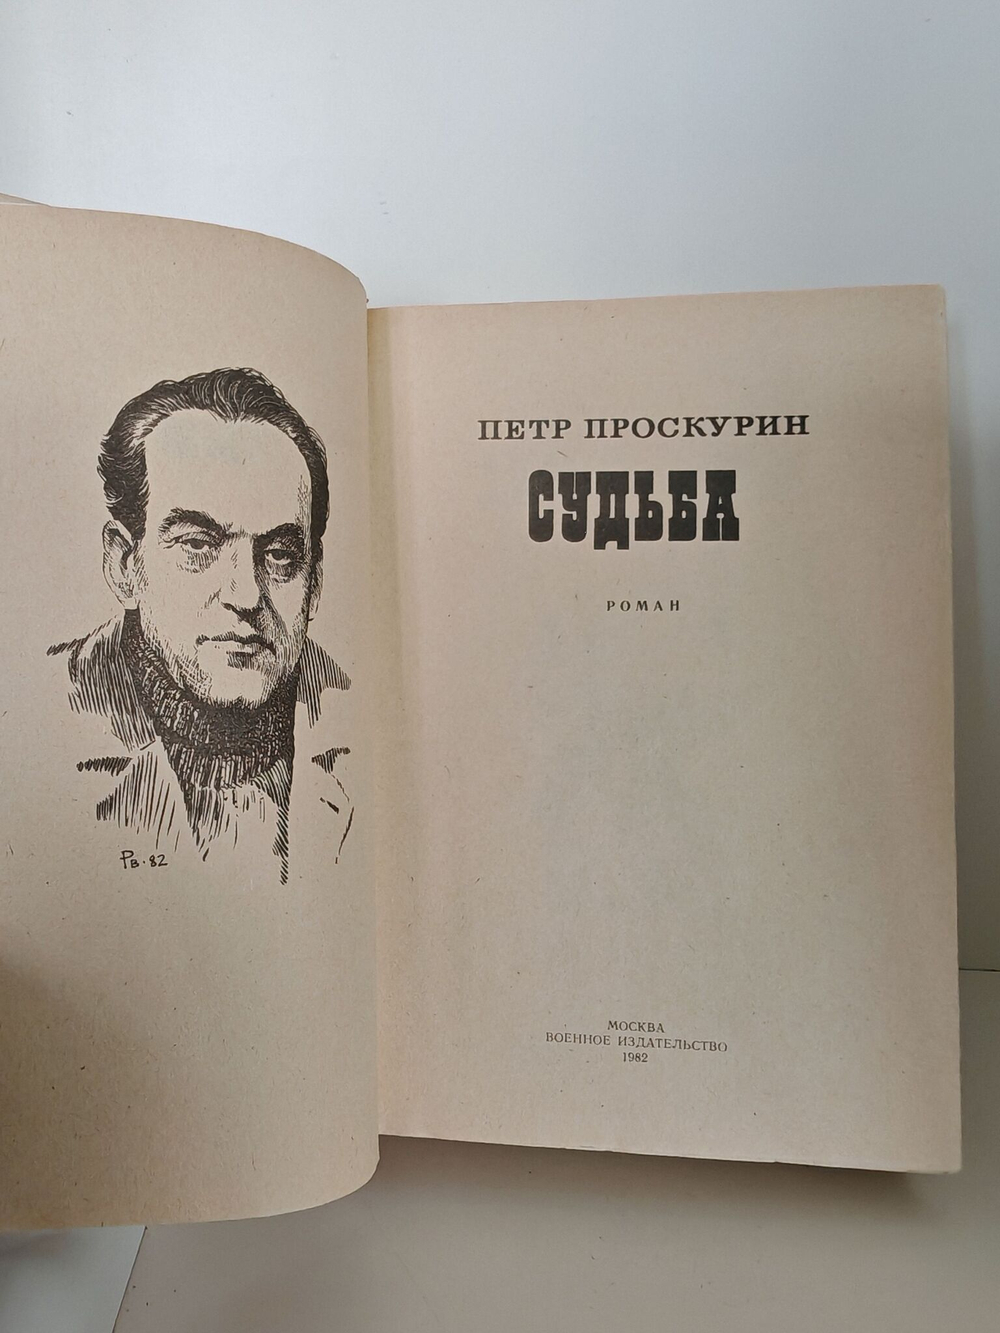 Рв·82
ПЕТР ПРОСКУРИН
СУДЬБА
РОМАН
МОСКВА
ВОЕННОЕ ИЗДАТЕЛЬСТВО
1982